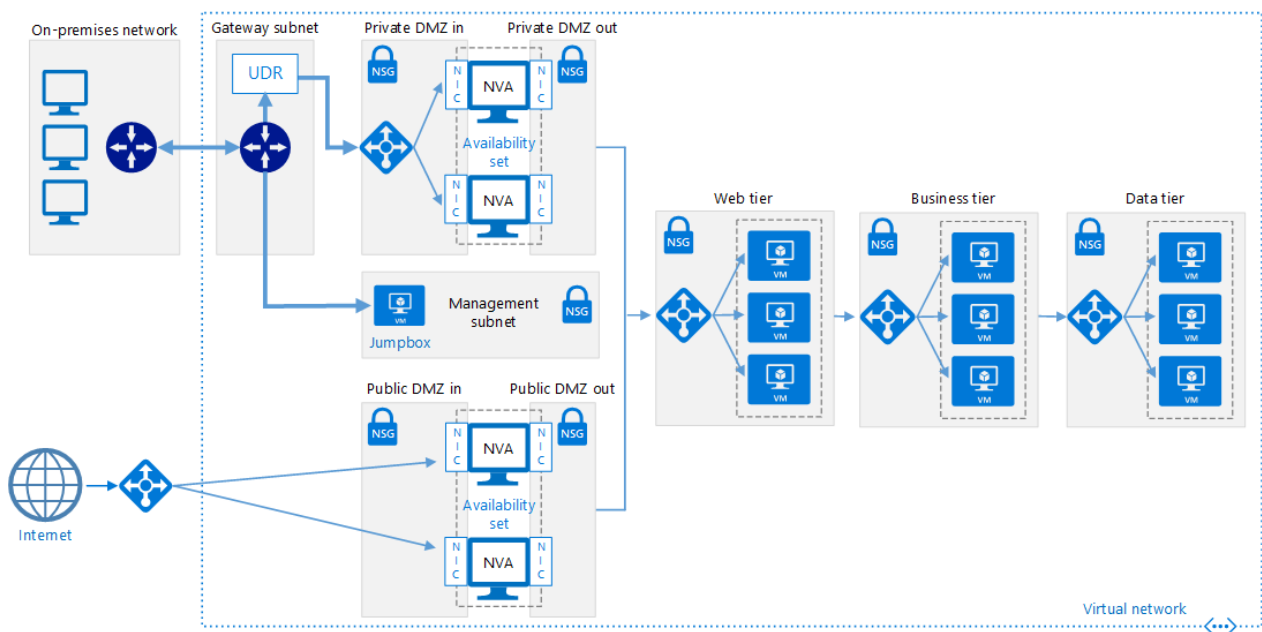 On-premises network
Gateway subnet
Private DMZ in
Private DMZ out
UDR
NSG
NIC
NVA
NIC
NSG
Availability
set
NIC
NVA
NIC
Web tier
Business tier
Data tier
NSG
VM
VM
VM
NSG
VM
VM
VM
NSG
VM
VM
VM
VM
Jumpbox
Management
subnet
NSG
Public DMZ in
Public DMZ out
NSG
NIC
NVA
NIC
NSG
Availability
set
NIC
NVA
NIC
Internet
Virtual network